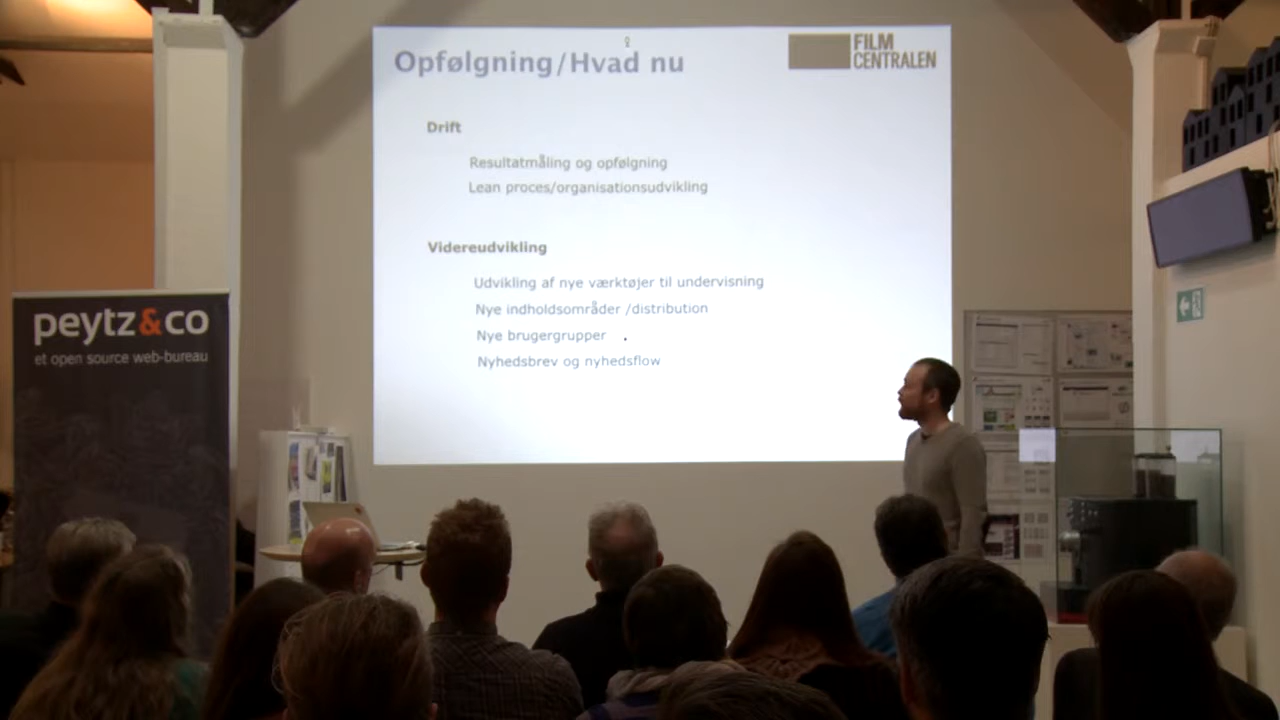 Opfølgning/Hvad nu
FILM
CENTRALEN
Drift
Resultatmåling og opfølgning
Lean proces/organisationsudvikling
Videreudvikling
Udvikling af nye værktøjer til undervisning
Nye indholdsområder /distribution
Nye brugergrupper
Nyhedsbrev og nyhedsflow
peytz&co
et open source web-bureau